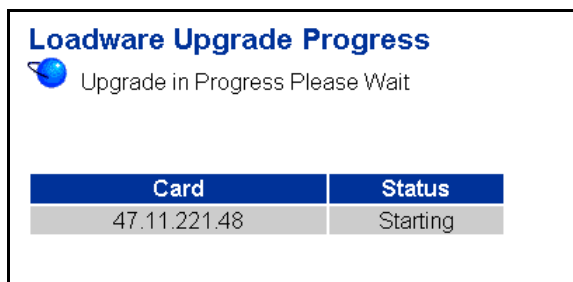 Loadware Upgrade Progress
Upgrade in Progress Please Wait
Card Status
47.11.221.48 Starting